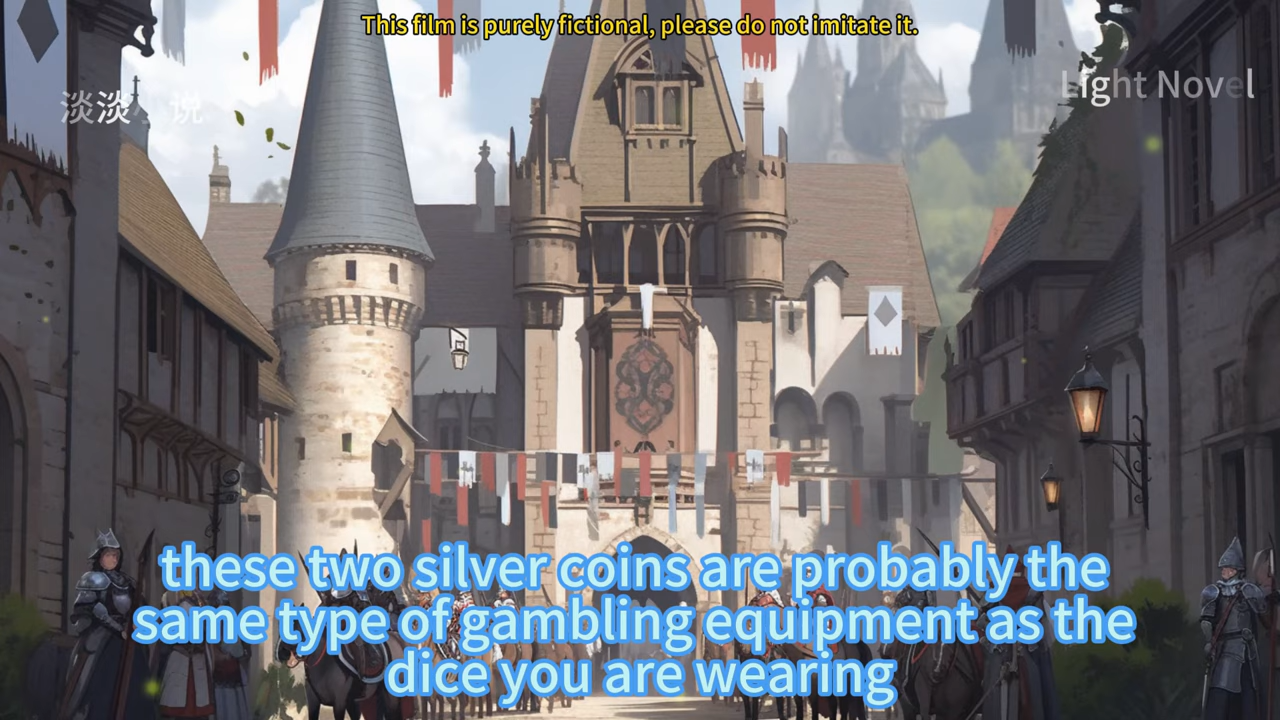 This film is purely fictional, please do not imitate it.
淡淡小说
Light Novel
these two silver coins are probably the
same type of gambling equipment as the
dice you are wearing